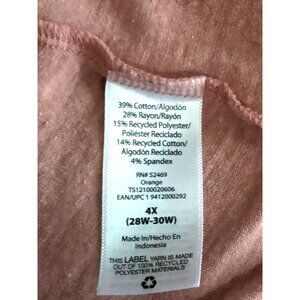 39% Cotton/Algodón
28% Rayon/Rayón
15% Recycled Polyester/
Poliéster Reciclado
14% Recycled Cotton/
Algodón Reciclado
4% Spandex
RN# 52469
Orange
TS12100020606
EAN/UPC 1 9412000292
4X
(28W-30W)
Made In/Hecho En
Indonesia
THIS LABEL YARN IS MADE
OUT OF 100% RECYCLED
POLYESTER MATERIALS